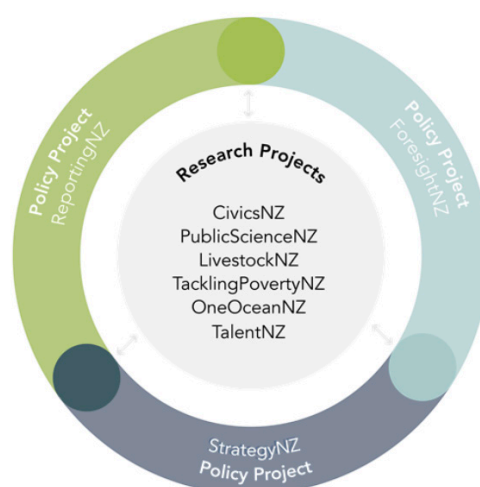 Policy Project
ReportingNZ
Policy Project
ForesightNZ
Research Projects
CivicsNZ
PublicScienceNZ
LivestockNZ
TacklingPovertyNZ
OneOceanNZ
TalentNZ
StrategyNZ
Policy Project